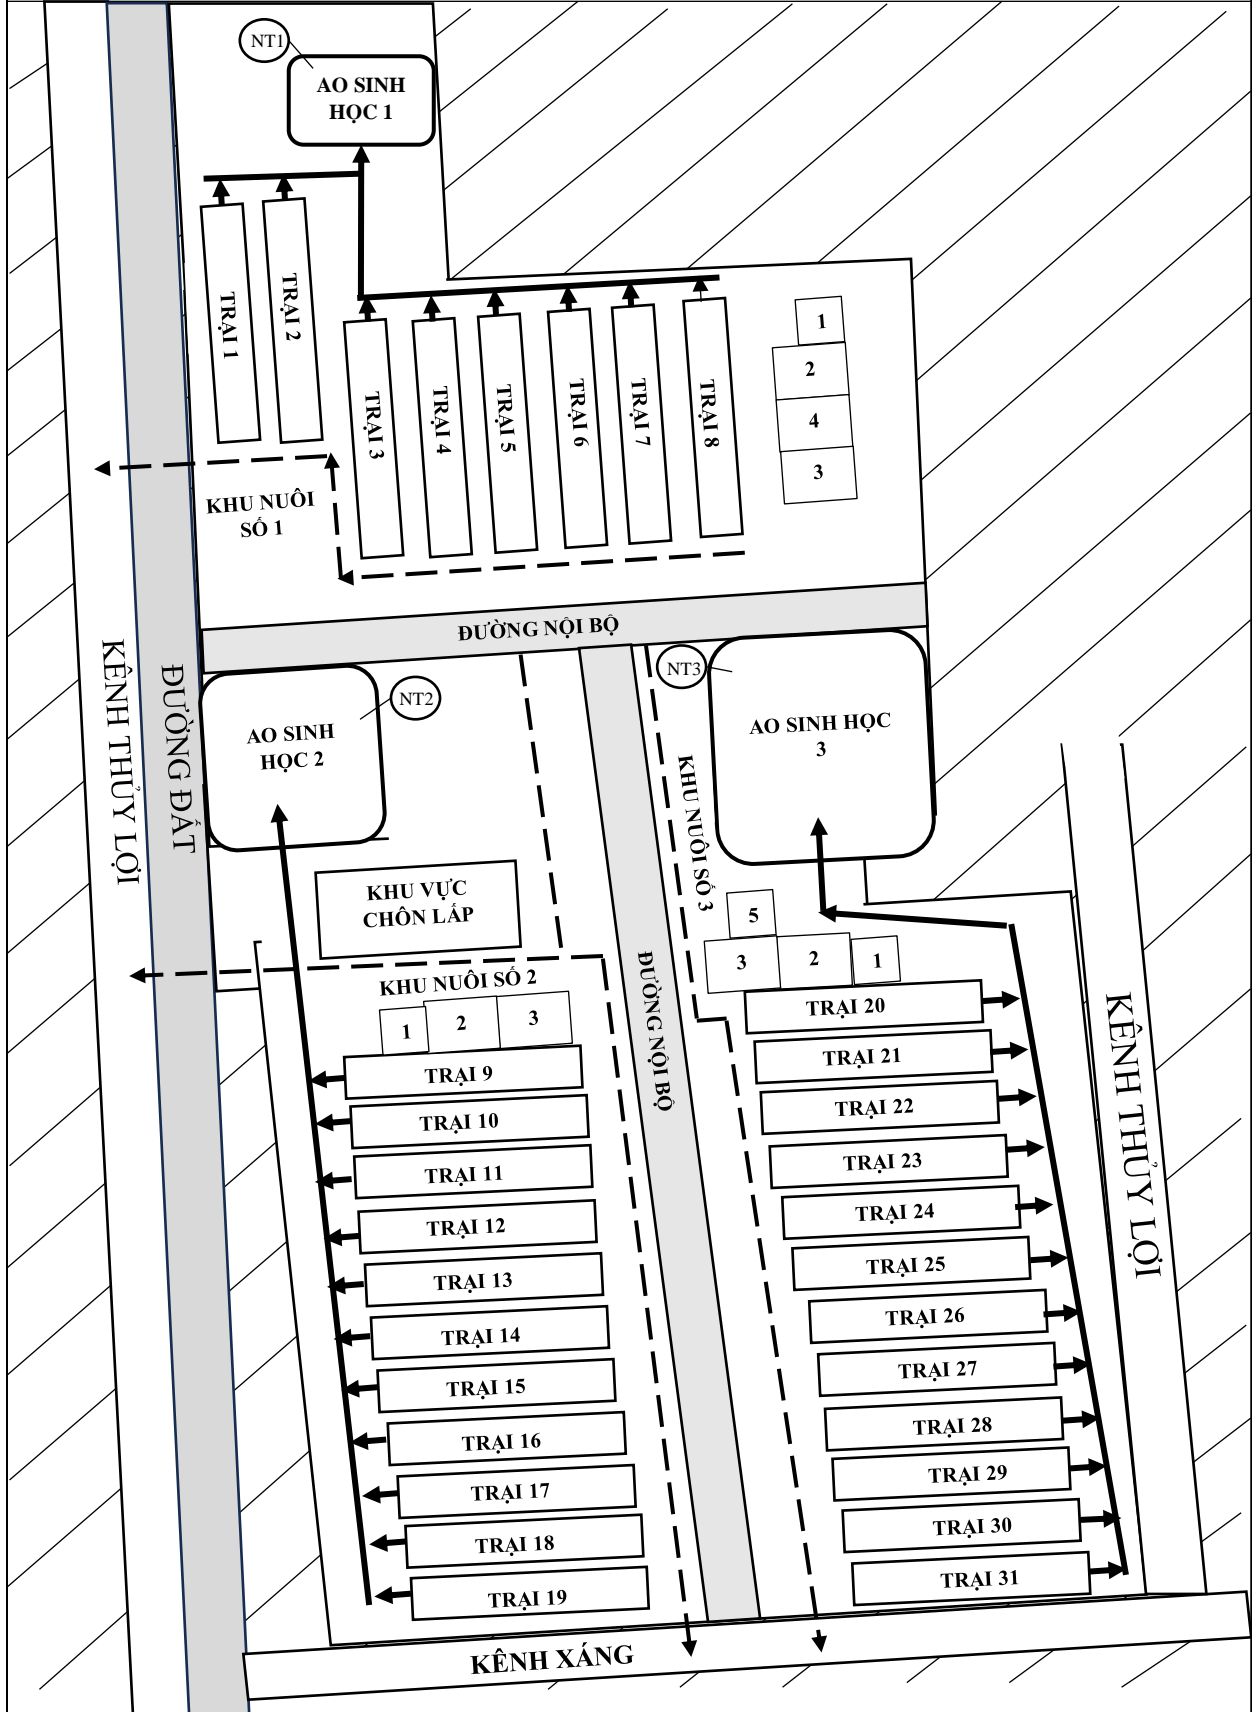 NT1
AO SINH
HỌC 1
TRẠI 1
TRẠI 2
TRẠI 3
TRẠI 4
TRẠI 5
TRẠI 6
TRẠI 7
TRẠI 8
1
2
4
3
KHU NUÔI
SỐ 1
ĐƯỜNG NỘI BỘ
KÊNH THỦY LỢI
ĐƯỜNG ĐẤT
AO SINH
HỌC 2
NT2
NT3
AO SINH HỌC
3
KHU NUÔI SỐ 3
KHU VỰC
CHÔN LẤP
KHU NUÔI SỐ 2
1
2
3
ĐƯỜNG NỘI BỘ
5
3
2
1
KÊNH THỦY LỢI
TRẠI 9
TRẠI 10
TRẠI 11
TRẠI 12
TRẠI 13
TRẠI 14
TRẠI 15
TRẠI 16
TRẠI 17
TRẠI 18
TRẠI 19
TRẠI 20
TRẠI 21
TRẠI 22
TRẠI 23
TRẠI 24
TRẠI 25
TRẠI 26
TRẠI 27
TRẠI 28
TRẠI 29
TRẠI 30
TRẠI 31
KÊNH XÁNG